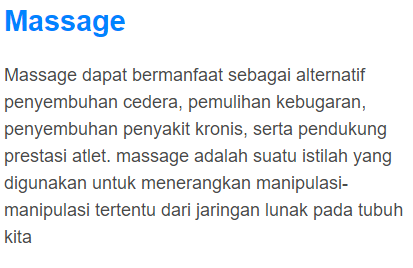 Massage
Massage dapat bermanfaat sebagai alternatif
penyembuhan cedera, pemulihan kebugaran,
penyembuhan penyakit kronis, serta pendukung
prestasi atlet. massage adalah suatu istilah yang
digunakan untuk menerangkan manipulasi-
manipulasi tertentu dari jaringan lunak pada tubuh
kita